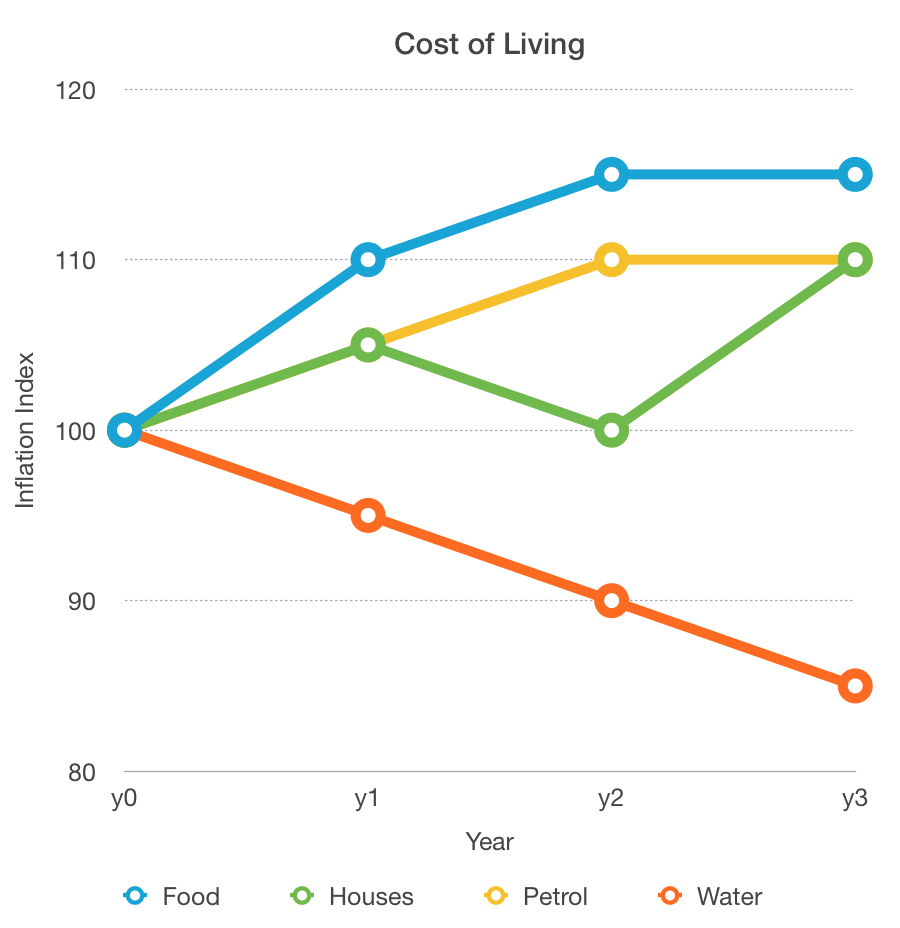 Cost of Living
120
110
100
90
80
Inflation Index
y0 y1 y2 y3
Year
Food Houses Petrol Water